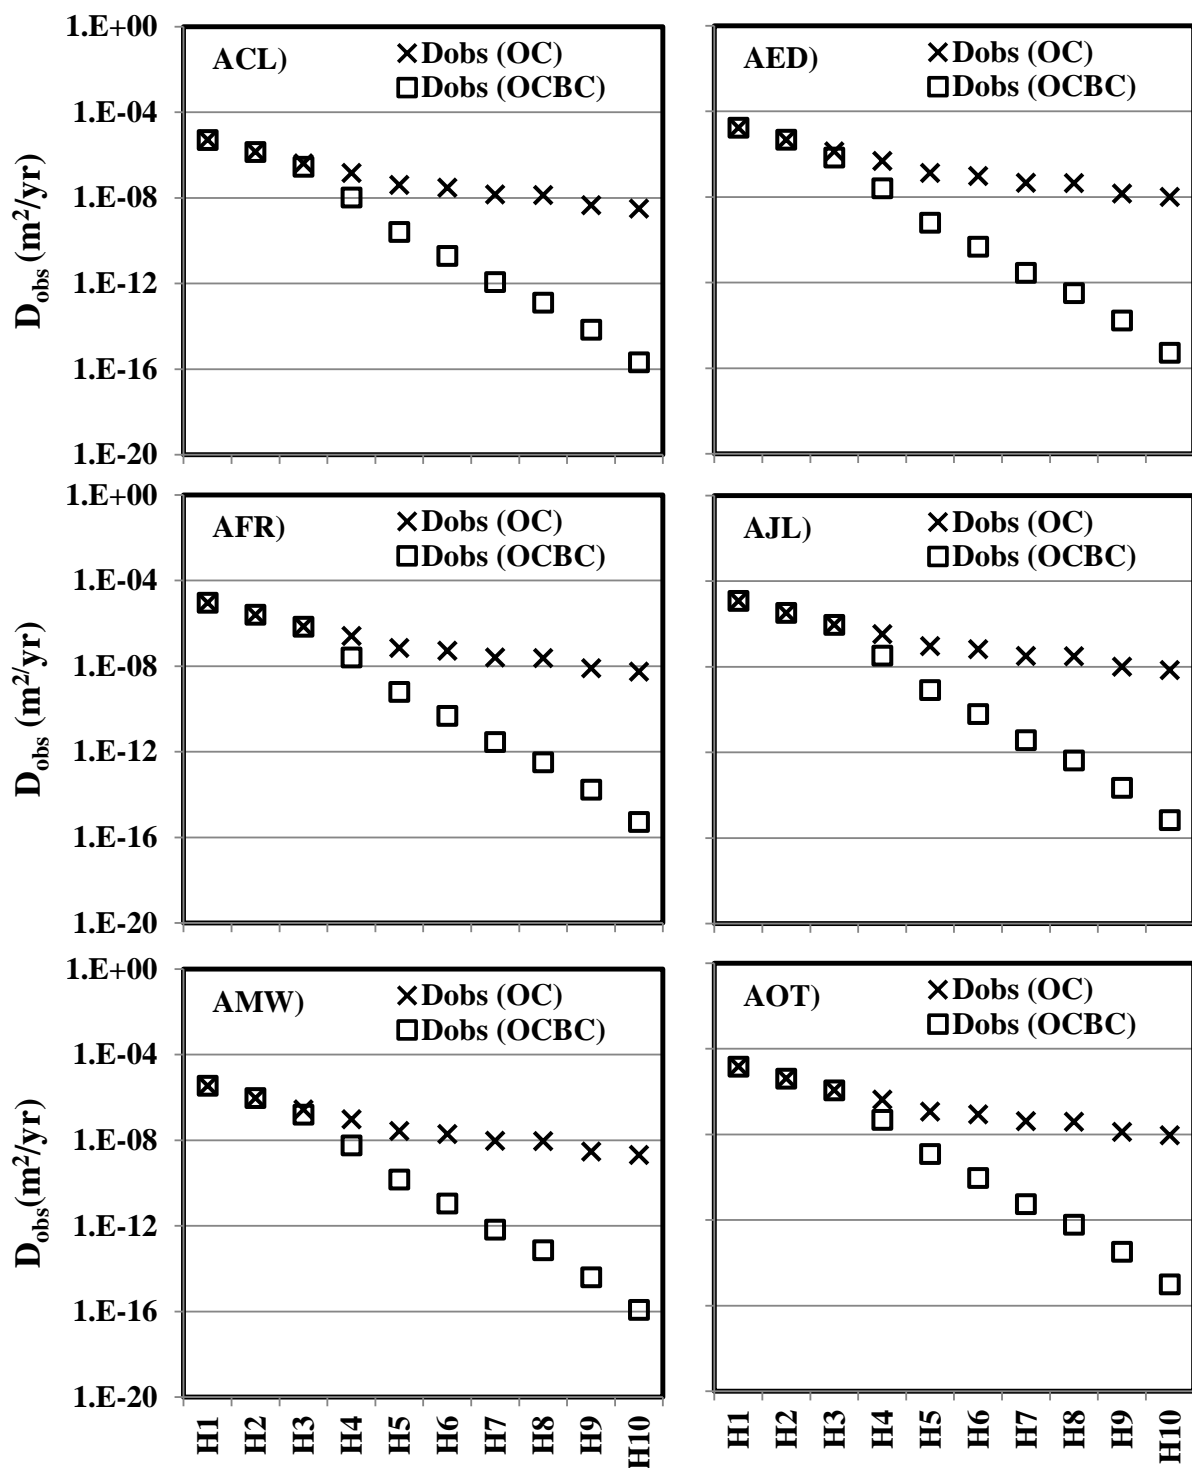 1.E+00
ACL)
Dobs (OC)
Dobs (OCBC)
1.E-04
1.E-08
1.E-12
1.E-16
1.E-20
D_obs (m²/yr)
AED)
Dobs (OC)
Dobs (OCBC)
1.E+00
AFR)
Dobs (OC)
Dobs (OCBC)
1.E-04
1.E-08
1.E-12
1.E-16
1.E-20
D_obs (m²/yr)
AJL)
Dobs (OC)
Dobs (OCBC)
1.E+00
AMW)
Dobs (OC)
Dobs (OCBC)
1.E-04
1.E-08
1.E-12
1.E-16
1.E-20
D_obs(m²/yr)
H1 H2 H3 H4 H5 H6 H7 H8 H9 H10
AOT)
Dobs (OC)
Dobs (OCBC)
H1 H2 H3 H4 H5 H6 H7 H8 H9 H10